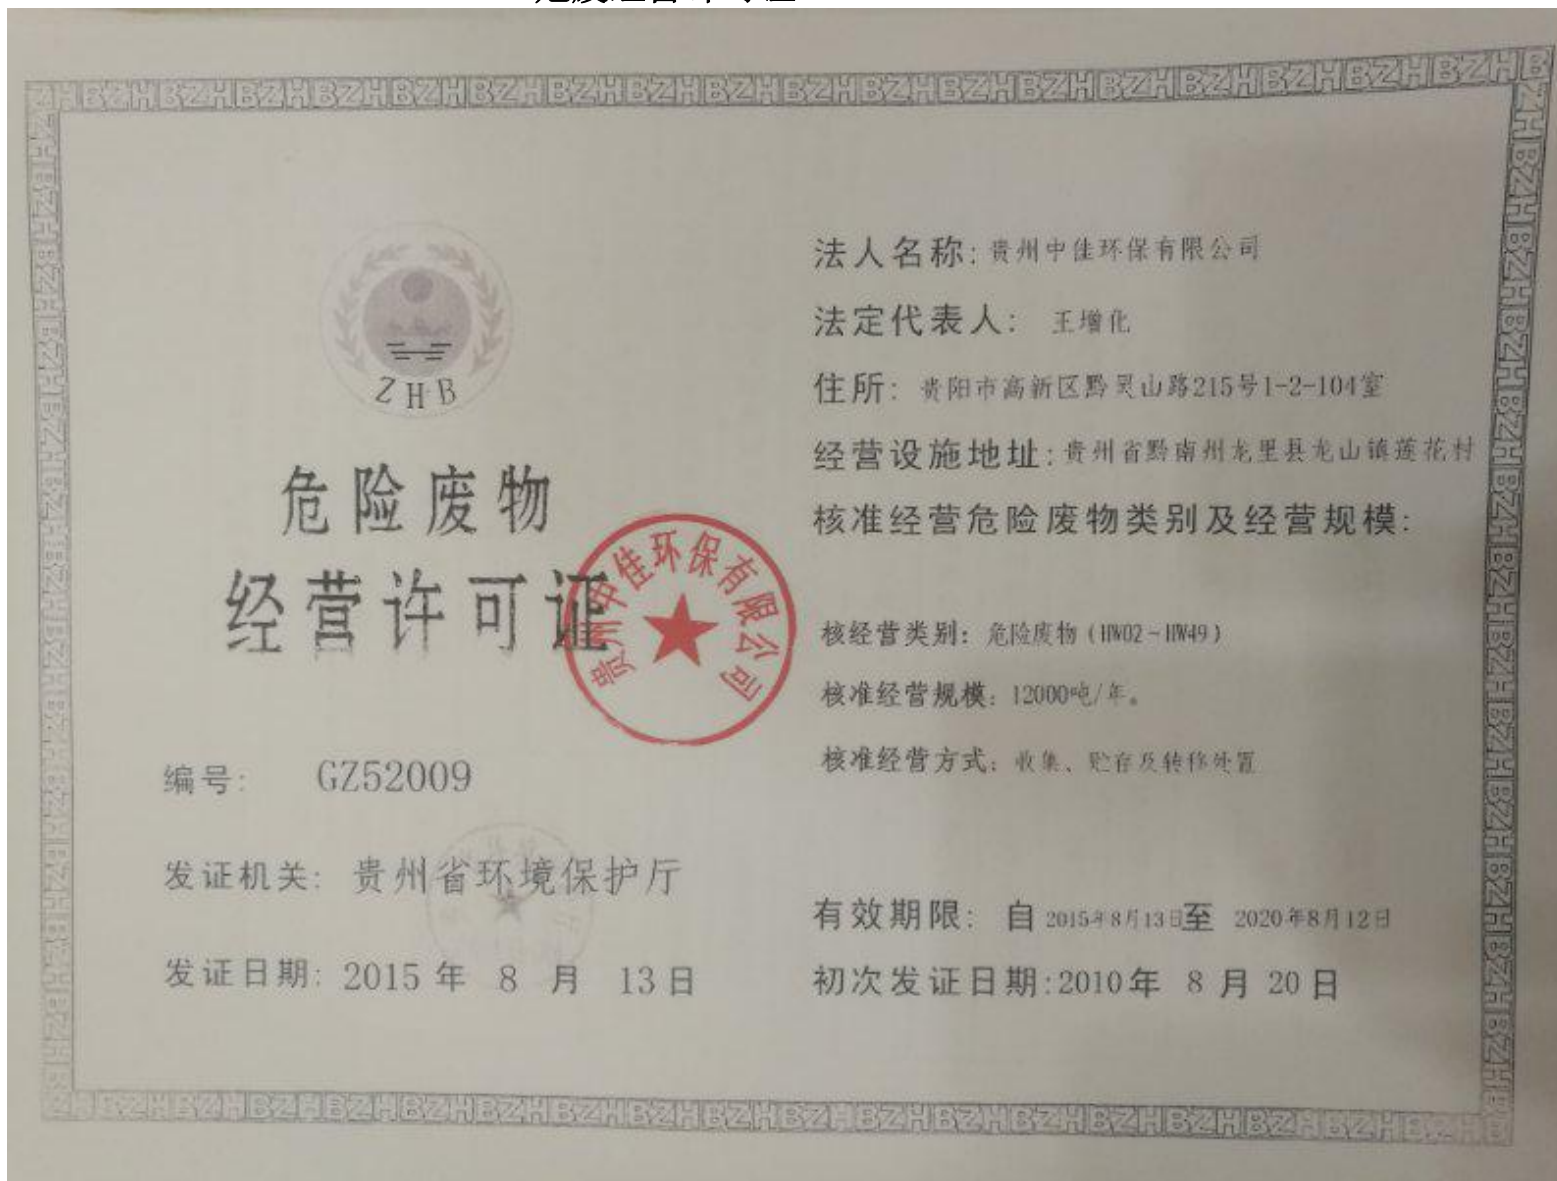 ZHB
危险废物
经营许可证
编号: GZ52009
发证机关: 贵州省环境保护厅
发证日期: 2015年 8 月 13日
贵州中佳环保有限公司
法人名称: 贵州中佳环保有限公司
法定代表人: 王增化
住所: 贵阳市高新区黔灵山路215号1-2-104室
经营设施地址: 贵州省黔南州龙里县龙山镇莲花村
核准经营危险废物类别及经营规模:
核经营类别: 危险废物 (HW02~HW49)
核准经营规模: 12000吨/年。
核准经营方式: 收集、贮存及转移处置
有效期限: 自 2015年8月13日至 2020年8月12日
初次发证日期:2010年 8 月 20日